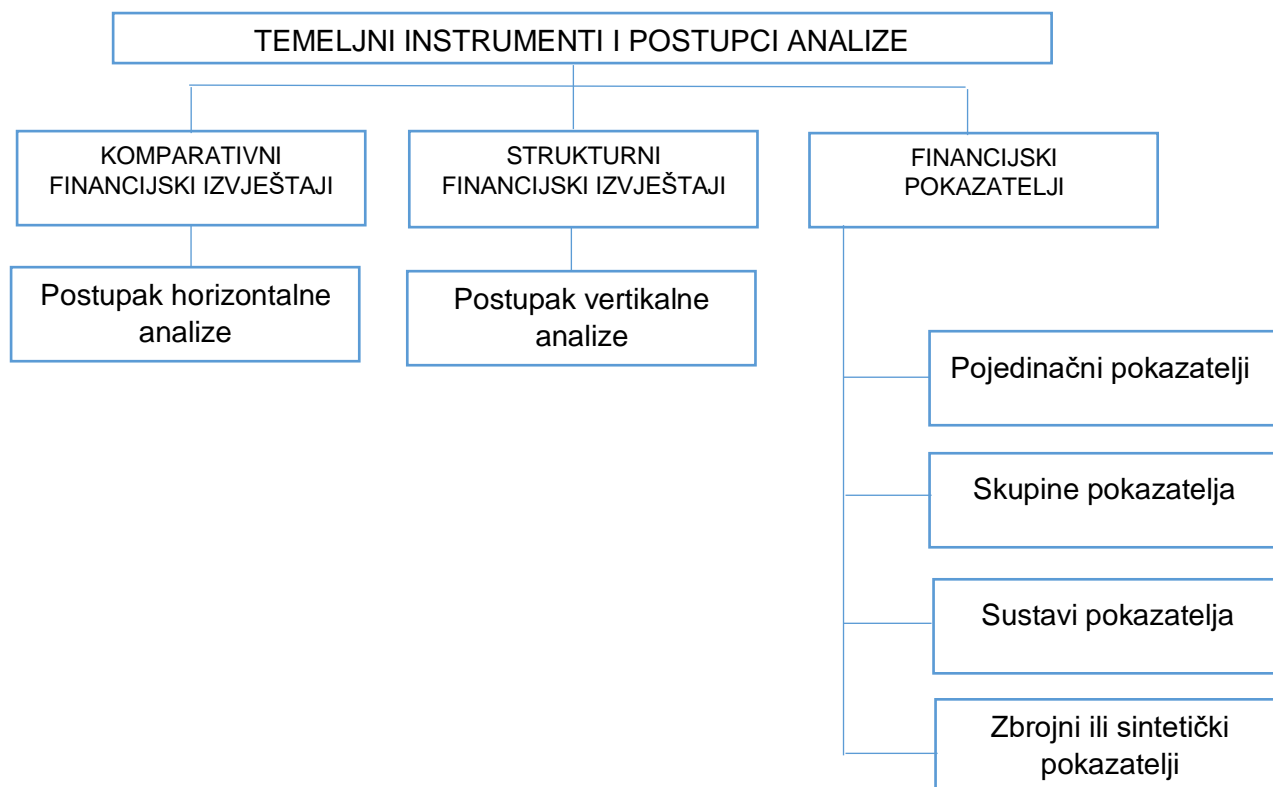 TEMELJNI INSTRUMENTI I POSTUPCI ANALIZE
KOMPARATIVNI
FINANCIJSKI IZVJEŠTAJI
STRUKTURNI
FINANCIJSKI IZVJEŠTAJI
FINANCIJSKI
POKAZATELJI
Postupak horizontalne
analize
Postupak vertikalne
analize
Pojedinačni pokazatelji
Skupine pokazatelja
Sustavi pokazatelja
Zbrojni ili sintetički
pokazatelji